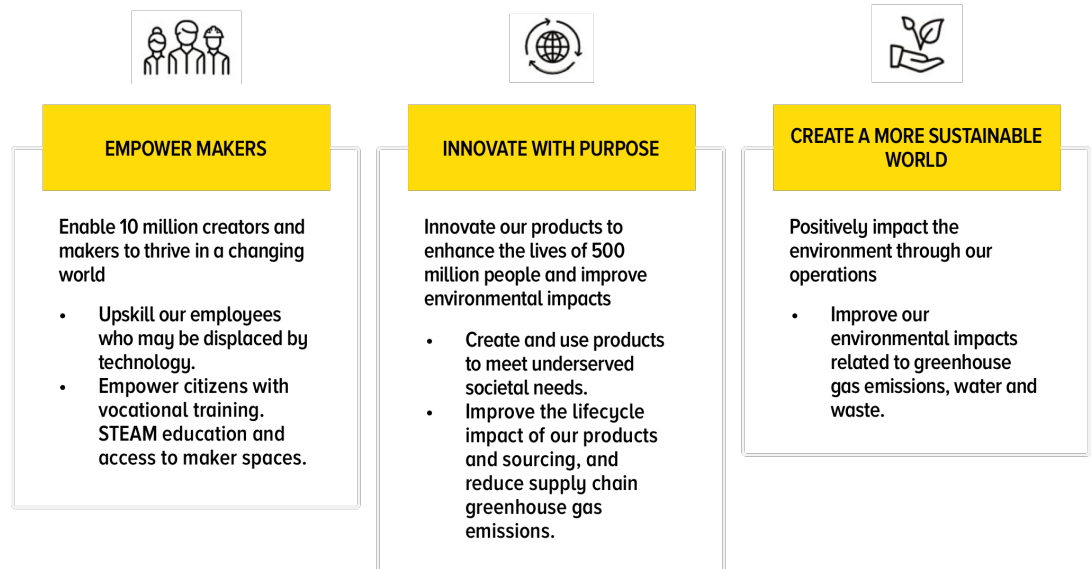 EMPOWER MAKERS
Enable 10 million creators and
makers to thrive in a changing
world
• Upskill our employees
who may be displaced by
technology.
• Empower citizens with
vocational training.
STEAM education and
access to maker spaces.
INNOVATE WITH PURPOSE
Innovate our products to
enhance the lives of 500
million people and improve
environmental impacts
• Create and use products
to meet underserved
societal needs.
• Improve the lifecycle
impact of our products
and sourcing, and
reduce supply chain
greenhouse gas
emissions.
CREATE A MORE SUSTAINABLE
WORLD
Positively impact the
environment through our
operations
• Improve our
environmental impacts
related to greenhouse
gas emissions, water and
waste.